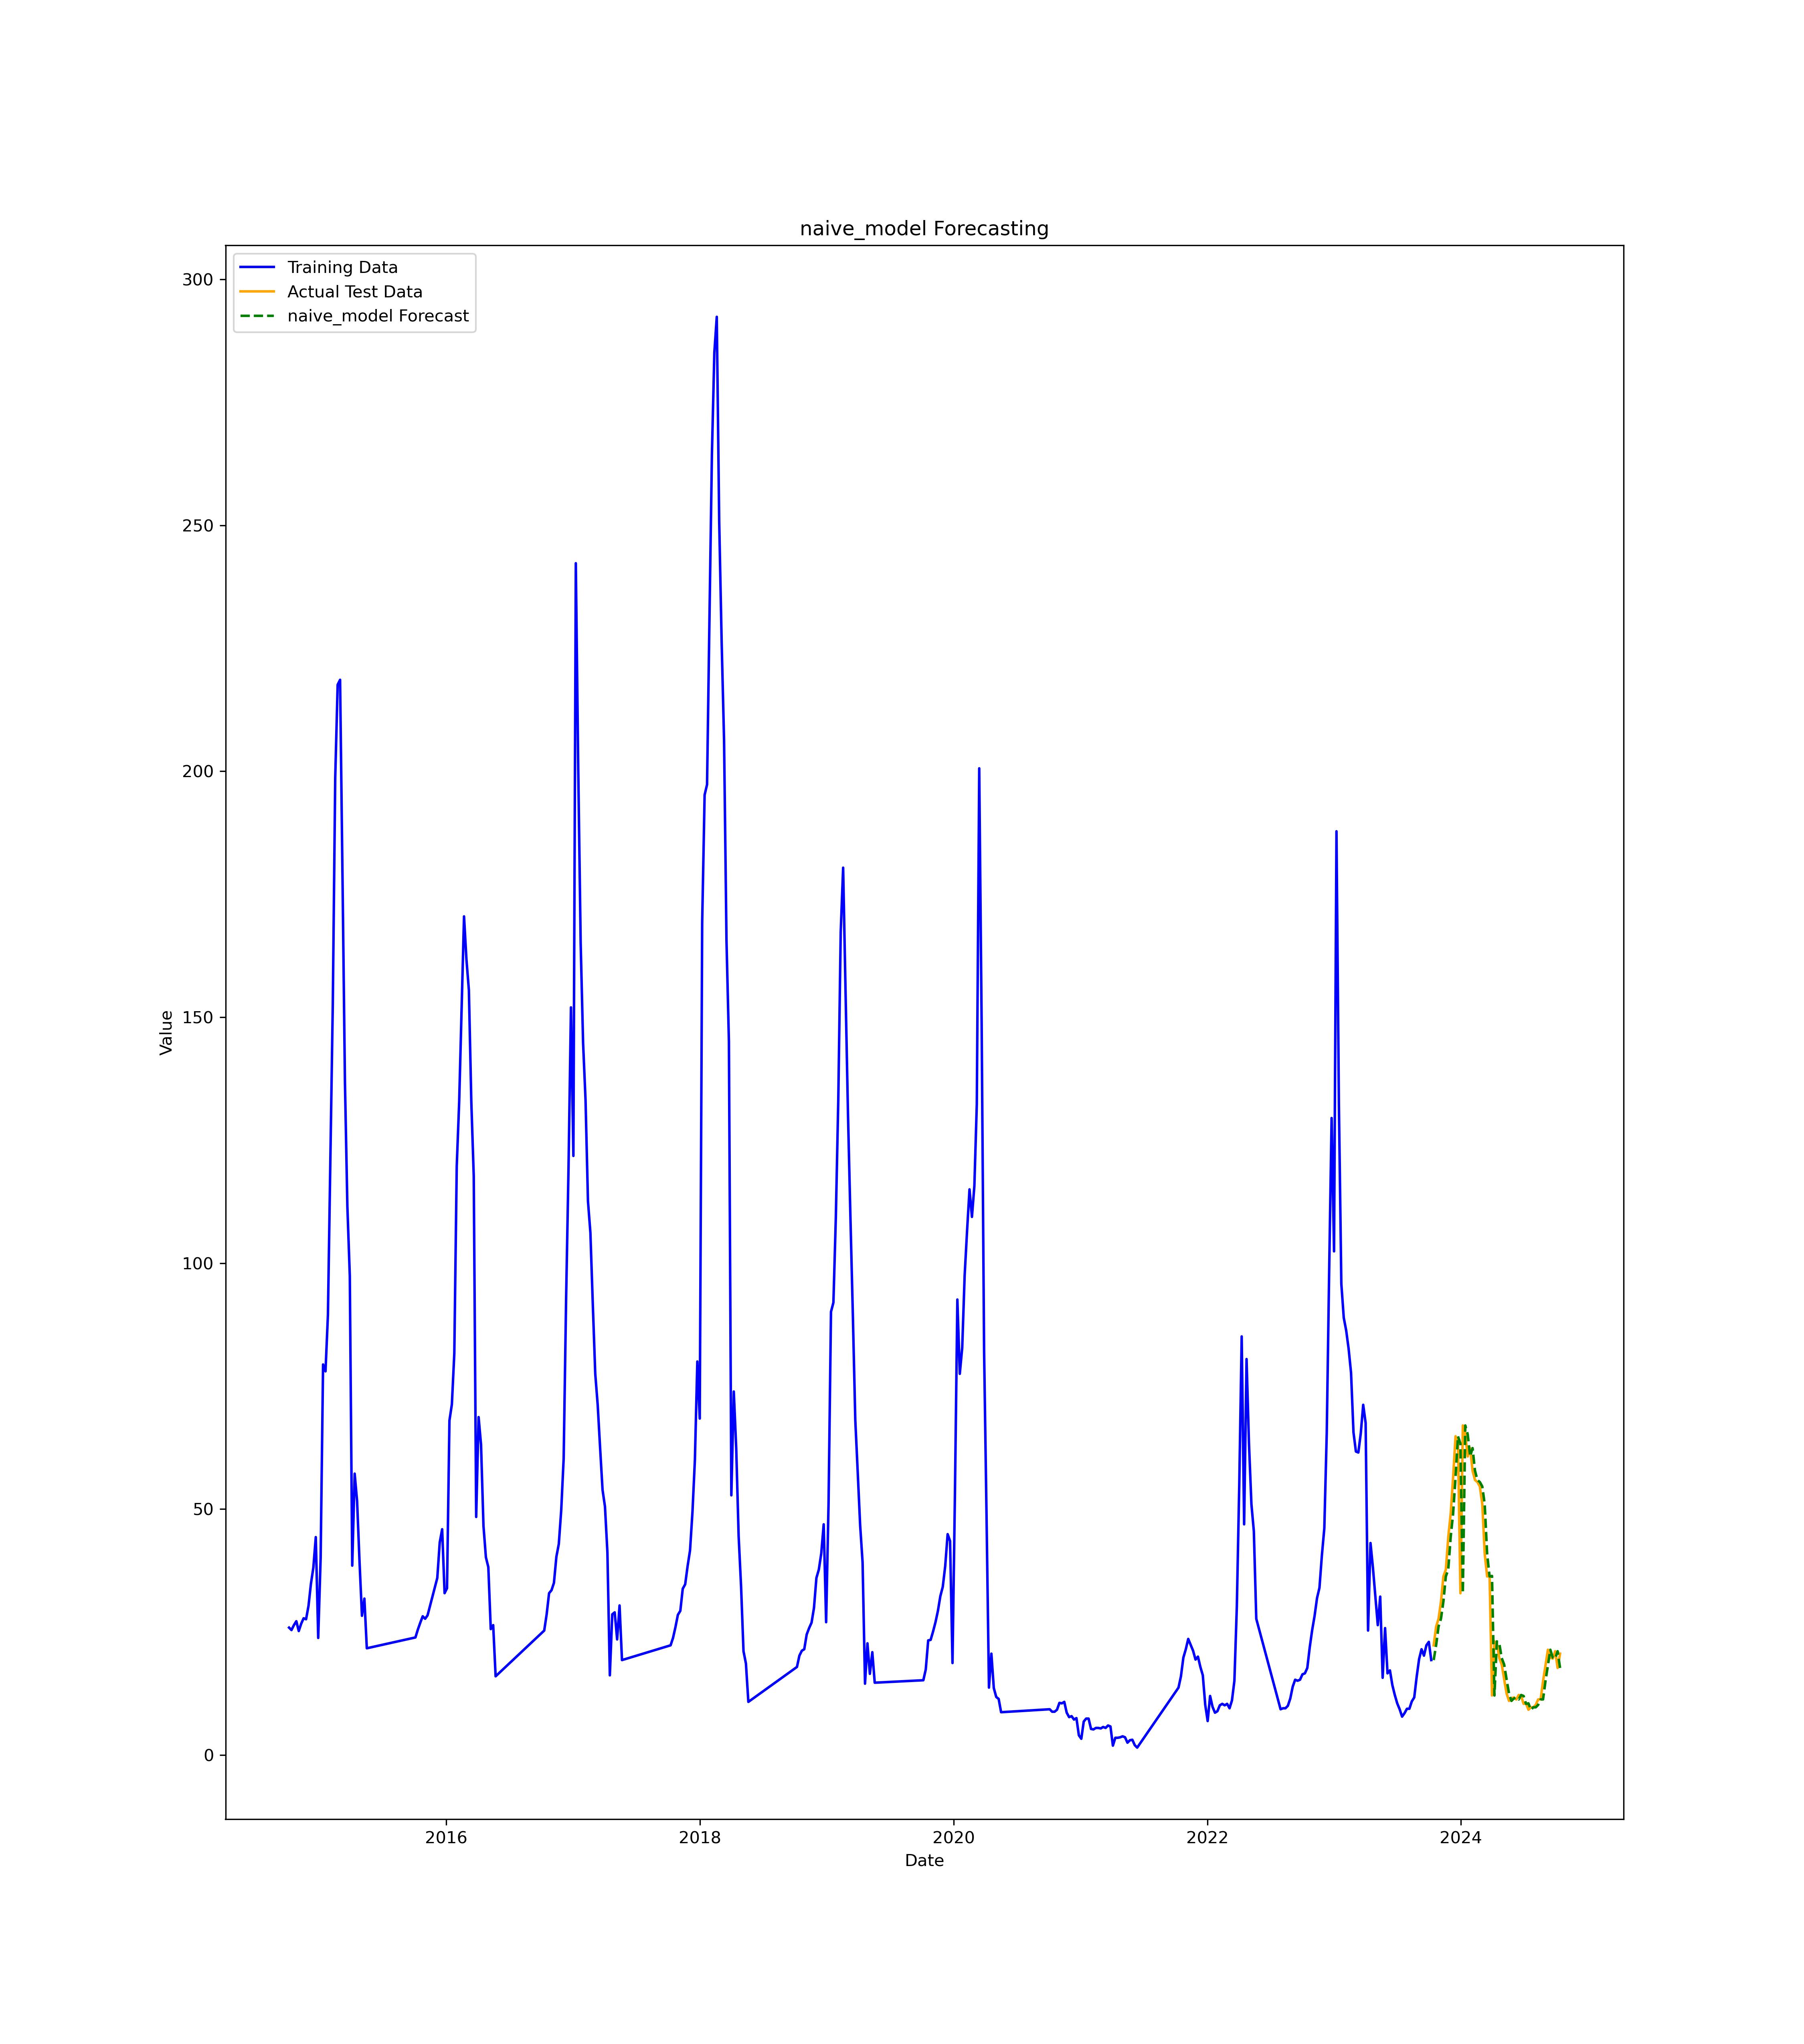 naive_model Forecasting
Training Data
Actual Test Data
naive_model Forecast
300
250
200
150
100
50
0
Value
2016
2018
2020
2022
2024
Date